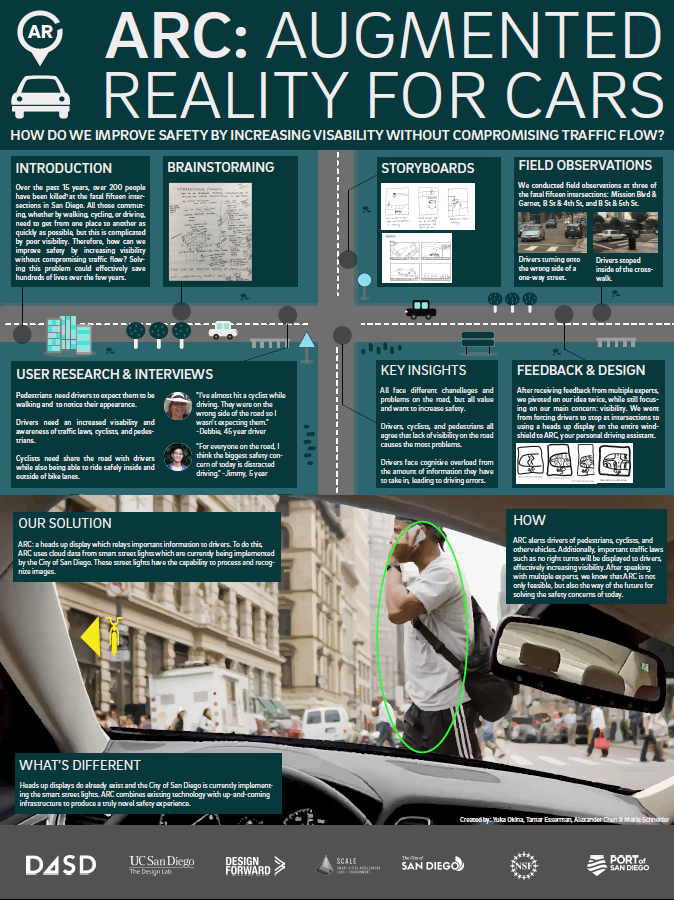 AR
ARC: AUGMENTED
REALITY FOR CARS
HOW DO WE IMPROVE SAFETY BY INCREASING VISABILITY WITHOUT COMPROMISING TRAFFIC FLOW?
INTRODUCTION
Over the past 15 years, over 200 people
have been killed at the fatal fifteen inter-
sections in San Diego. All those commut-
ing, whether by walking, cycling, or driving,
need to get from one place to another as
quickly as possible, but this is complicated
by poor visibility. Therefore, how can we
improve safety by increasing visibility
without compromising traffic flow? Solv-
ing this problem could effectively save
hundreds of lives over the few years.
BRAINSTORMING
STORYBOARDS
FIELD OBSERVATIONS
We conducted field observations at three of
the fatal fifteen intersections: Mission Blvd &
Garnet, B St & 4th St, and B St & 5th St.
Drivers turning onto
the wrong side of a
one-way street.
Drivers stoped
inside of the cross-
walk.
USER RESEARCH & INTERVIEWS
Pedestrians need drivers to expect them to be
walking and to notice their appearance.
Drivers need an increased visability and
awareness of traffic laws, cyclists, and pedes-
trians.
Cyclists need share the road with drivers
while also being able to ride safely inside and
outside of bike lanes.
"I've almost hit a cyclist while
driving. They were on the
wrong side of the road so I
wasn't expecting them."
-Debbie, 45 year driver
"For everyone on the road, I
think the biggest safety con-
cern of today is distracted
driving." -Jimmy, 5 year
KEY INSIGHTS
All face different chanelleges and
problems on the road, but all value
and want to increase safety.
Drivers, cyclists, and pedestrians all
agree that lack of visibility on the road
causes the most problems.
Drivers face cognitive overload from
the amount of information they have
to take in, leading to driving errors.
FEEDBACK & DESIGN
After receiving feedback from multiple experts,
we pivoted on our idea twice, while still focus-
ing on our main concern: visibility. We went
from forcing drivers to stop at intersections to
using a heads up display on the entire wind-
shield to ARC, your personal driving assistant.
OUR SOLUTION
ARC: a heads up display which relays important information to drivers. To do this,
ARC uses cloud data from smart street lights which are currently being implemented
by the City of San Diego. These street lights have the capability to process and recog-
nize images.
HOW
ARC alerts drivers of pedestrians, cyclists, and
other vehicles. Additionally, important traffic laws
such as no right turns will be displayed to drivers,
effectively increasing visibility. After speaking
with multiple experts, we know that ARC is not
only feasible, but also the way of the future for
solving the safety concerns of today.
WHAT'S DIFFERENT
Heads up displays do already exist and the City of San Diego is currently implement-
ing the smart street lights. ARC combines existing technology with up-and-coming
infrastructure to produce a truly novel safety experience.
Created by: Yuka Okina, Tamar Esserman, Alexander Chen & Marie Schneider
D4SD
UC San Diego
The Design Lab
DESIGN
FORWARD
SCALE
The City of
SAN DIEGO
NSF
PORT of
SAN DIEGO